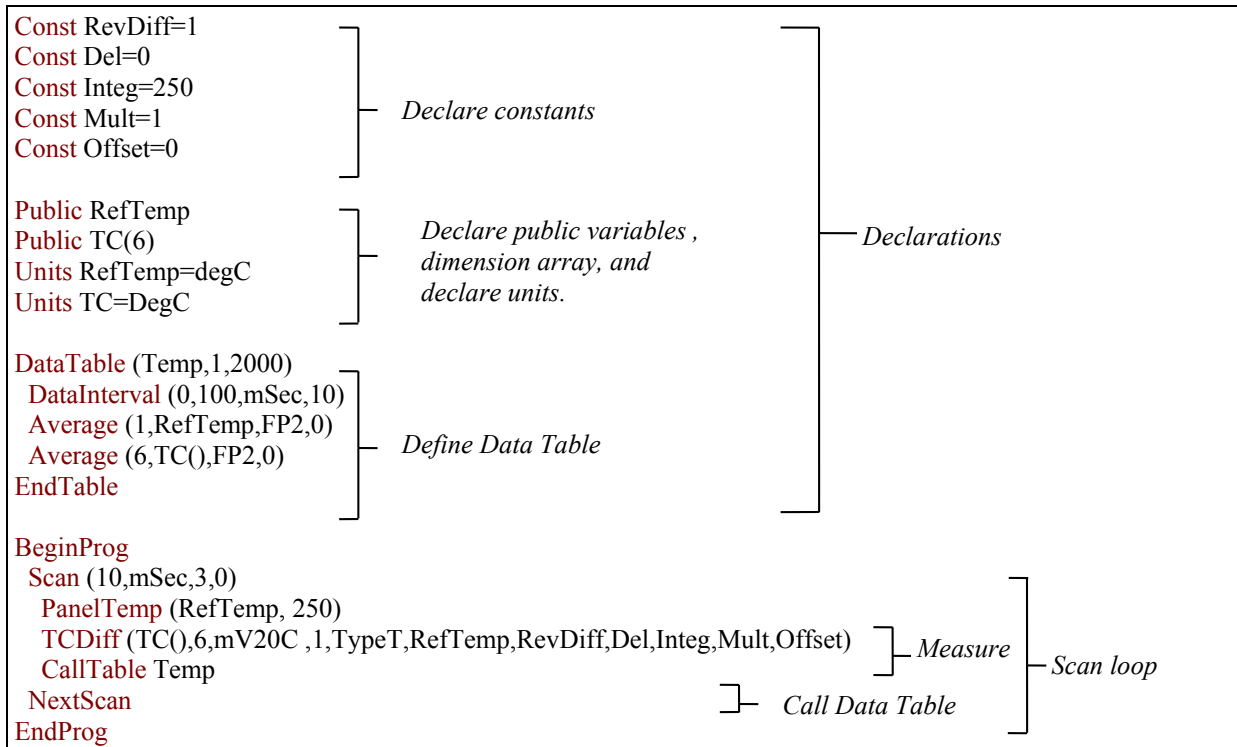 Const RevDiff=1
Const Del=0
Const Integ=250
Const Mult=1
Const Offset=0
Declare constants
Public RefTemp
Public TC(6)
Units RefTemp=degC
Units TC=DegC
Declare public variables ,
dimension array, and
declare units.
Declarations
DataTable (Temp,1,2000)
DataInterval (0,100,mSec,10)
Average (1,RefTemp,FP2,0)
Average (6,TC(),FP2,0)
EndTable
Define Data Table
BeginProg
Scan (10,mSec,3,0)
PanelTemp (RefTemp, 250)
TCDiff (TC(),6,mV20C ,1,TypeT,RefTemp,RevDiff,Del,Integ,Mult,Offset)
Measure
CallTable Temp
Scan loop
NextScan
Call Data Table
EndProg